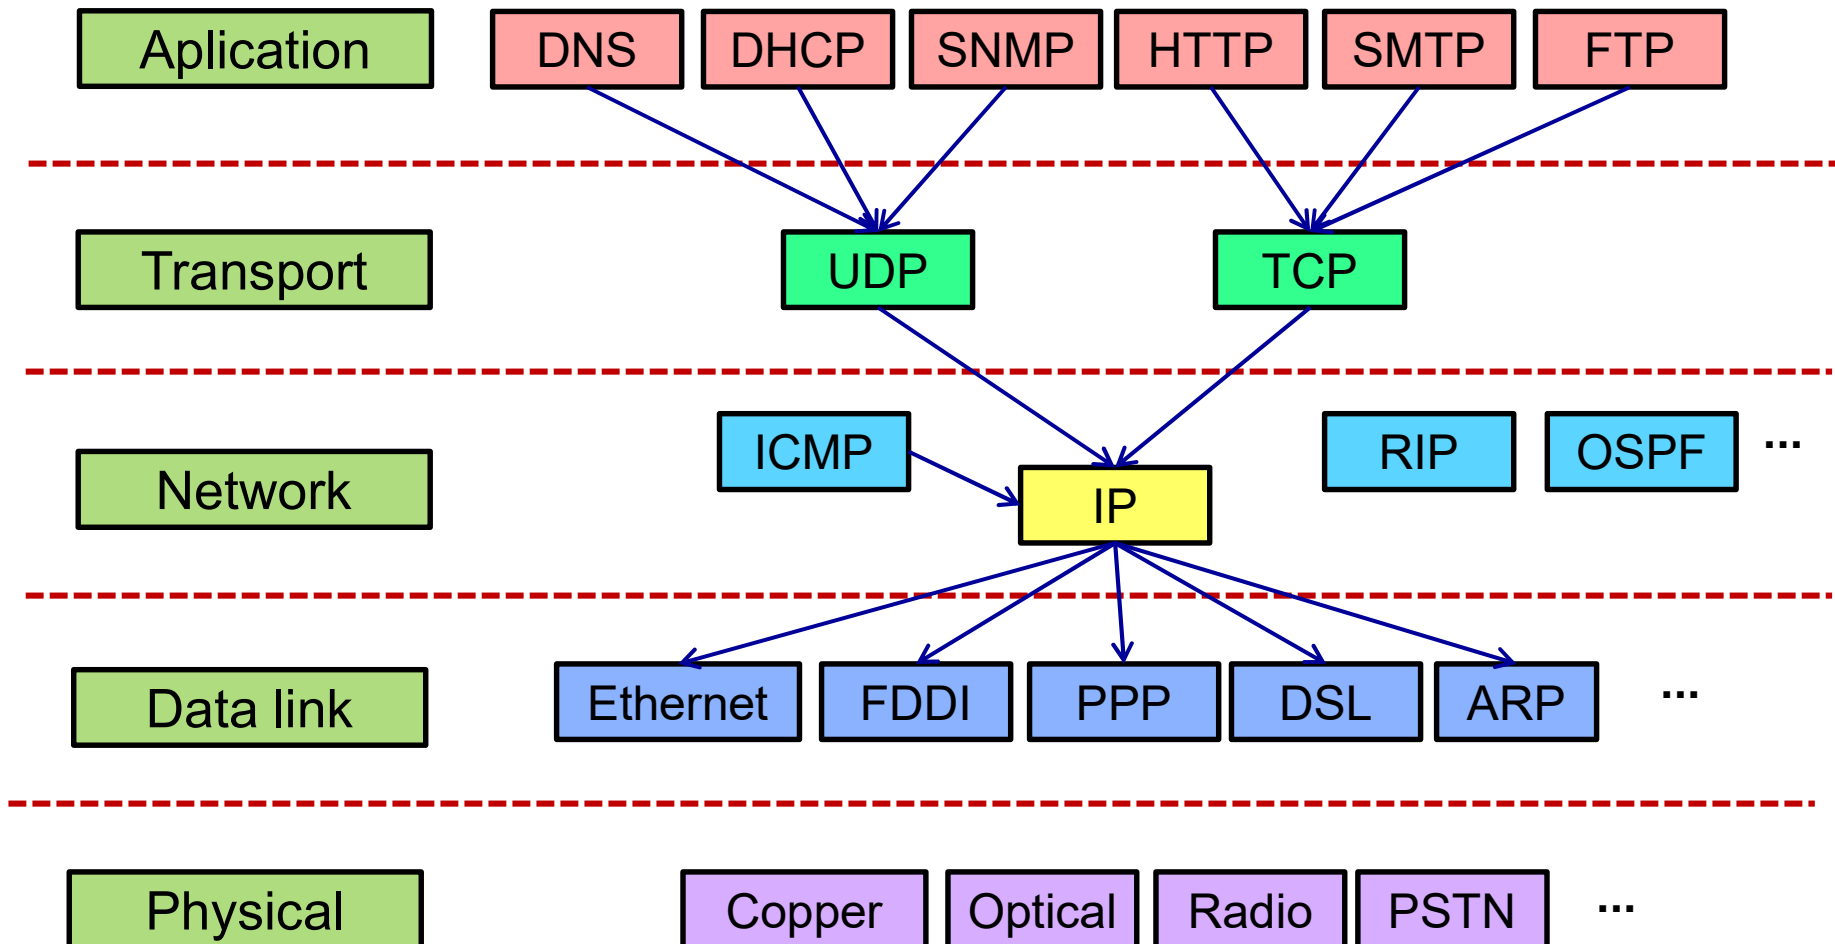 Aplication DNS DHCP SNMP HTTP SMTP FTP
Transport UDP TCP
ICMP RIP OSPF ...
Network IP
Data link Ethernet FDDI PPP DSL ARP ...
Physical Copper Optical Radio PSTN ...